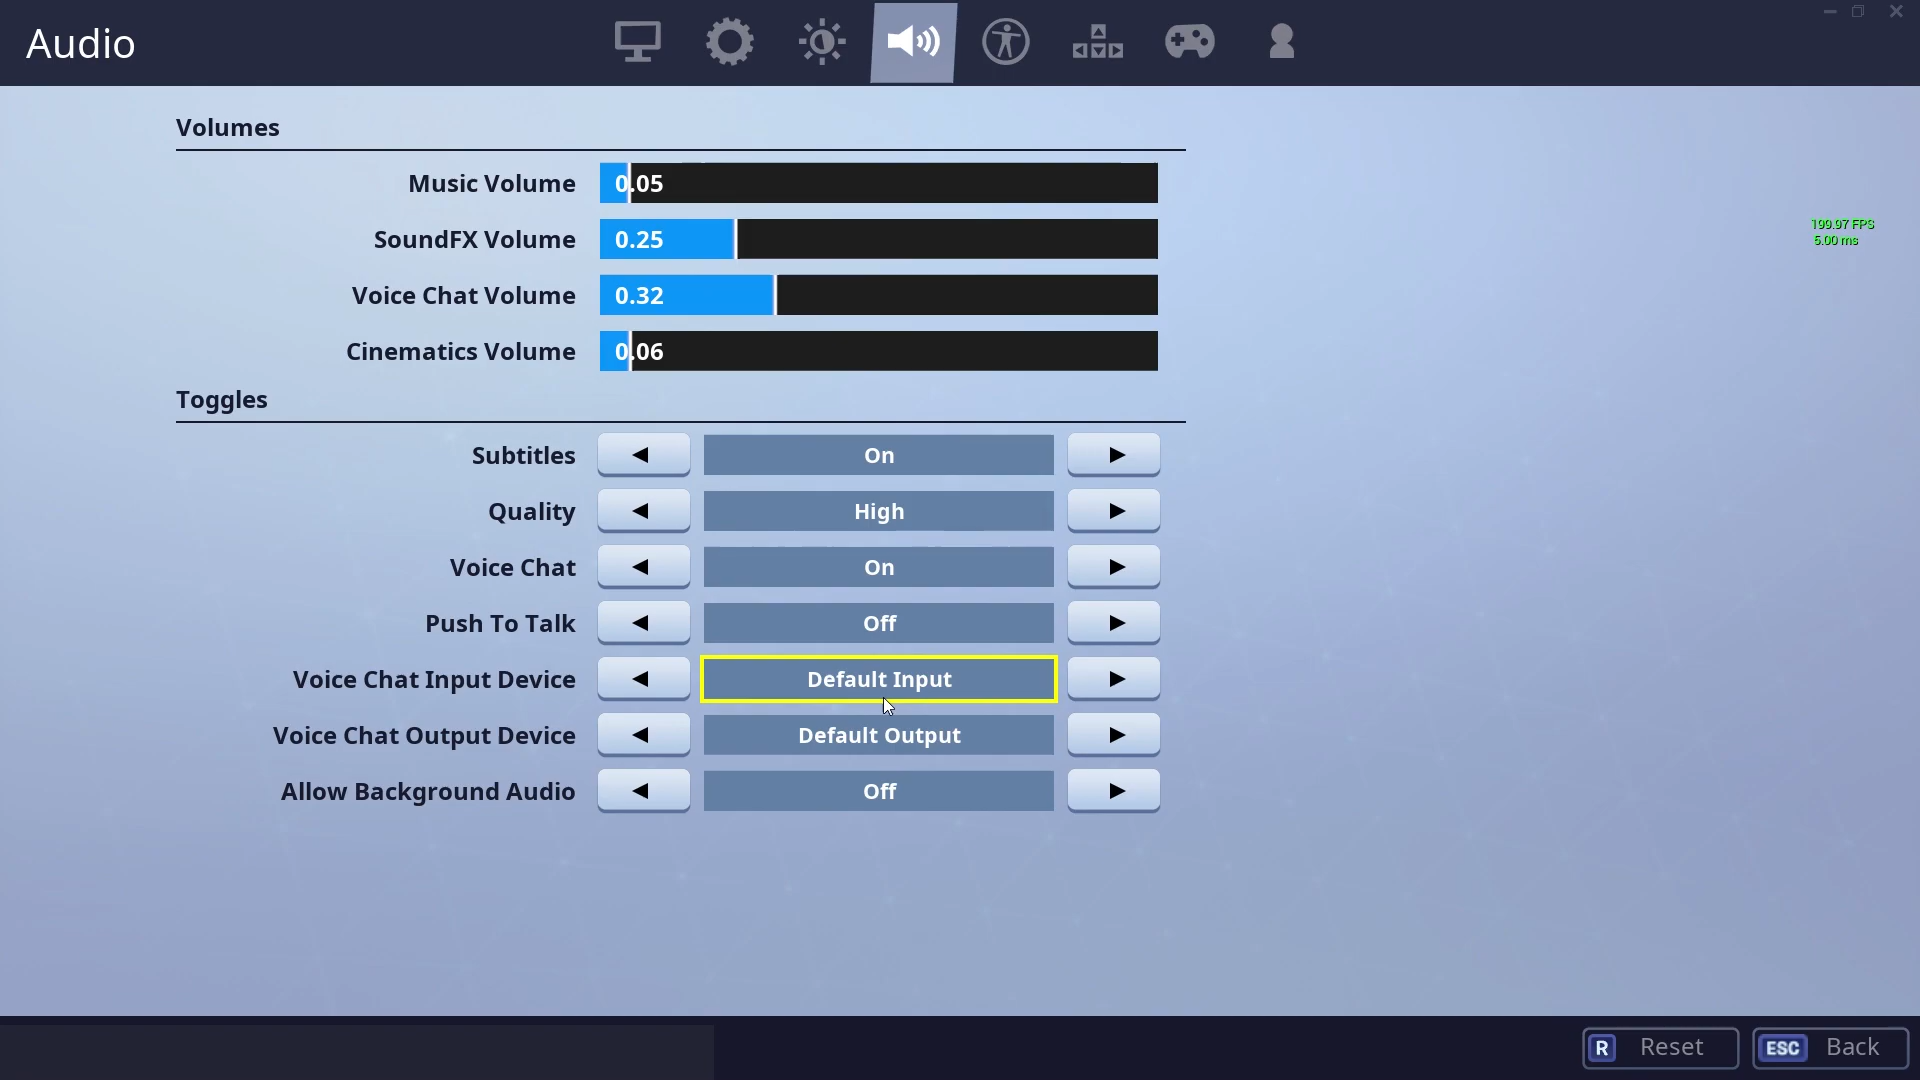 Audio
199.97 FPS
5.00 ms
Volumes
Music Volume 0.05
SoundFX Volume 0.25
Voice Chat Volume 0.32
Cinematics Volume 0.06
Toggles
Subtitles On
Quality High
Voice Chat On
Push To Talk Off
Voice Chat Input Device Default Input
Voice Chat Output Device Default Output
Allow Background Audio Off
R Reset ESC Back